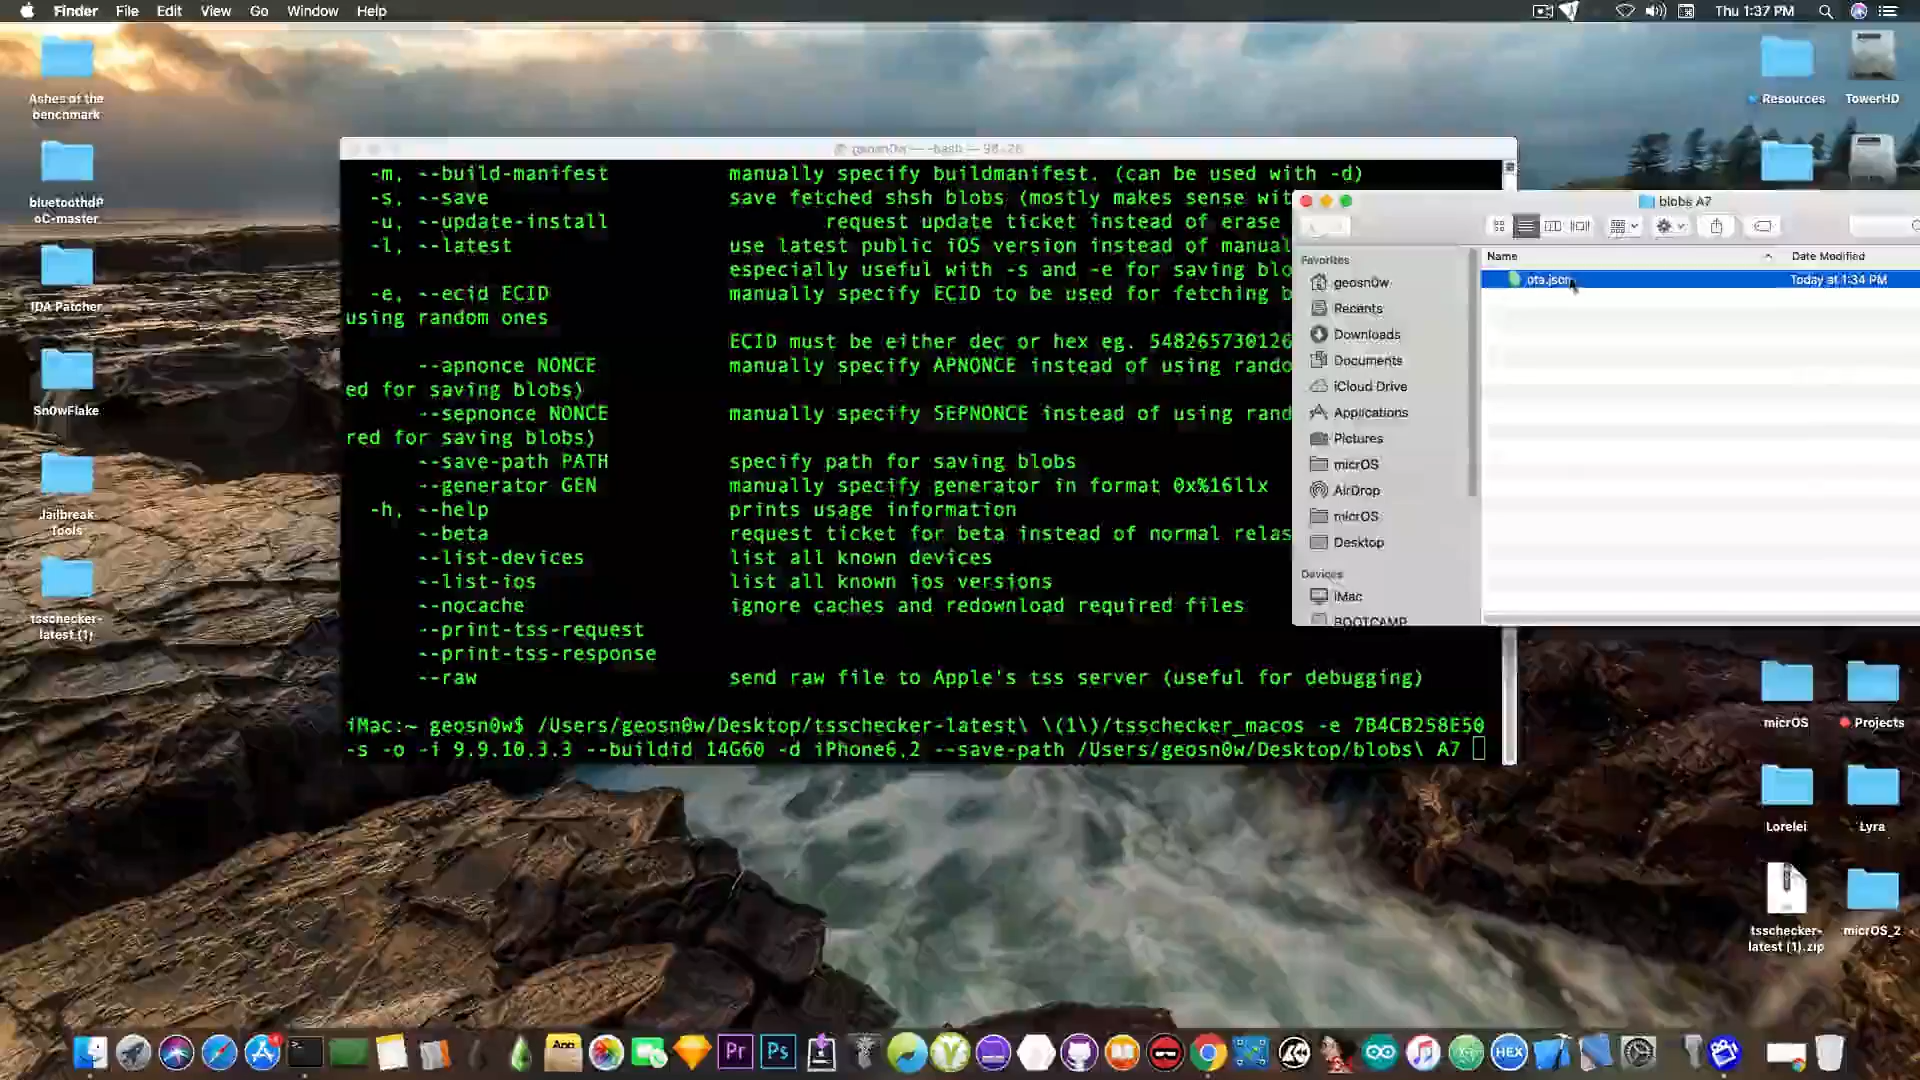 Finder File Edit View Go Window Help
Thu 1:37 PM
Ashes of the
benchmark
bluetoothdP
oC-master
IDA Patcher
Sn0wFlake
Jailbreak
Tools
tsschecker-
latest (1)
Resources
TowerHD
geosn0w — -bash — 98×26
-m, --build-manifest manually specify buildmanifest. (can be used with -d)
-s, --save save fetched shsh blobs (mostly makes sense wit
-u, --update-install request update ticket instead of erase
-l, --latest use latest public iOS version instead of manual
especially useful with -s and -e for saving blo
-e, --ecid ECID manually specify ECID to be used for fetching b
using random ones
ECID must be either dec or hex eg. 548265730126
--apnonce NONCE manually specify APNONCE instead of using rando
ed for saving blobs)
--sepnonce NONCE manually specify SEPNONCE instead of using rand
red for saving blobs)
--save-path PATH specify path for saving blobs
--generator GEN manually specify generator in format 0x%16llx
-h, --help prints usage information
--beta request ticket for beta instead of normal relas
--list-devices list all known devices
--list-ios list all known ios versions
--nocache ignore caches and redownload required files
--print-tss-request
--print-tss-response
--raw send raw file to Apple's tss server (useful for debugging)
iMac:~ geosn0w$ /Users/geosn0w/Desktop/tsschecker-latest\ \(1\)/tsschecker_macos -e 7B4CB258E50
-s -o -i 9.9.10.3.3 --buildid 14G60 -d iPhone6,2 --save-path /Users/geosn0w/Desktop/blobs\ A7
blobs A7
Name Date Modified
ota.json Today at 1:34 PM
Favorites
geosn0w
Recents
Downloads
Documents
iCloud Drive
Applications
Pictures
micrOS
AirDrop
micrOS
Desktop
Devices
iMac
BOOTCAMP
micrOS
Projects
Lorelei
Lyra
tsschecker-
latest (1).zip
micrOS_2
App
Pr
Ps
HEX